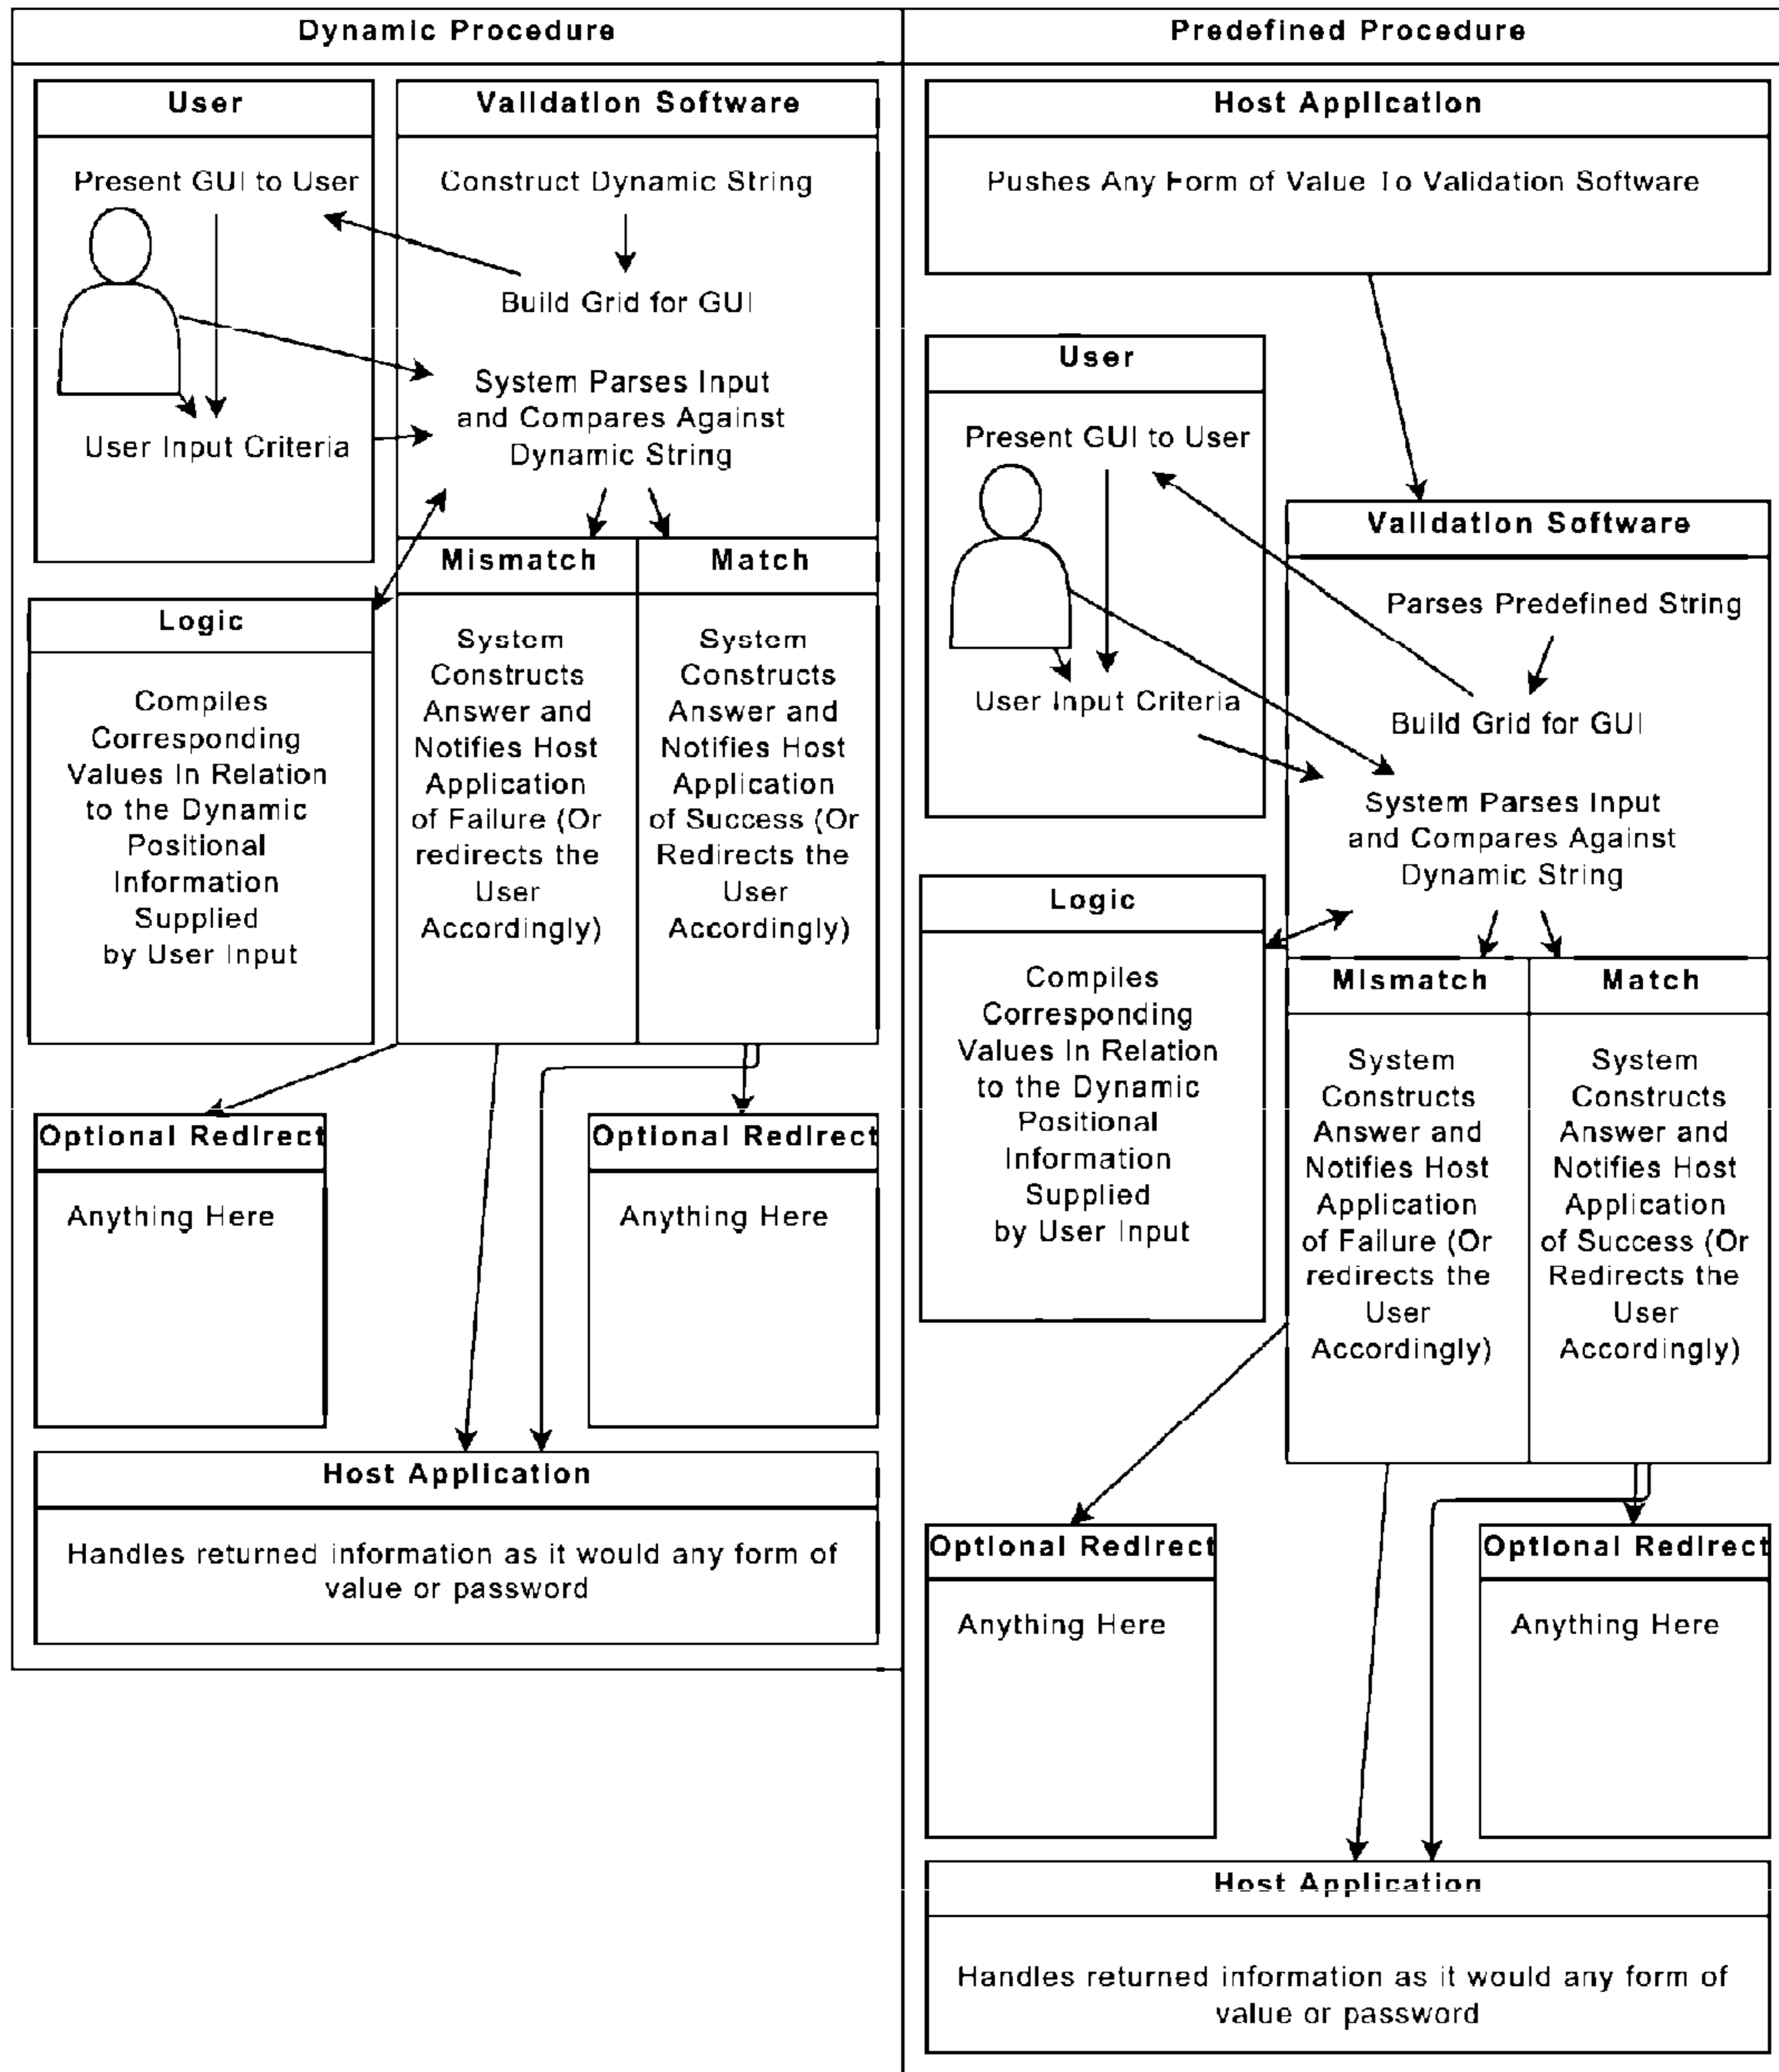 Dynamic Procedure
User
Present GUI to User
User Input Criteria
Validation Software
Construct Dynamic String
Build Grid for GUI
System Parses Input
and Compares Against
Dynamic String
Logic
Compiles
Corresponding
Values In Relation
to the Dynamic
Positional
Information
Supplied
by User Input
Mismatch
System
Constructs
Answer and
Notifies Host
Application
of Failure (Or
redirects the
User
Accordingly)
Match
System
Constructs
Answer and
Notifies Host
Application
of Success (Or
Redirects the
User
Accordingly)
Optional Redirect
Anything Here
Optional Redirect
Anything Here
Host Application
Handles returned information as it would any form of
value or password
Predefined Procedure
Host Application
Pushes Any Form of Value To Validation Software
User
Present GUI to User
User Input Criteria
Validation Software
Parses Predefined String
Build Grid for GUI
System Parses Input
and Compares Against
Dynamic String
Logic
Compiles
Corresponding
Values In Relation
to the Dynamic
Positional
Information
Supplied
by User Input
Mismatch
System
Constructs
Answer and
Notifies Host
Application
of Failure (Or
redirects the
User
Accordingly)
Match
System
Constructs
Answer and
Notifies Host
Application
of Success (Or
Redirects the
User
Accordingly)
Optional Redirect
Anything Here
Optional Redirect
Anything Here
Host Application
Handles returned information as it would any form of
value or password